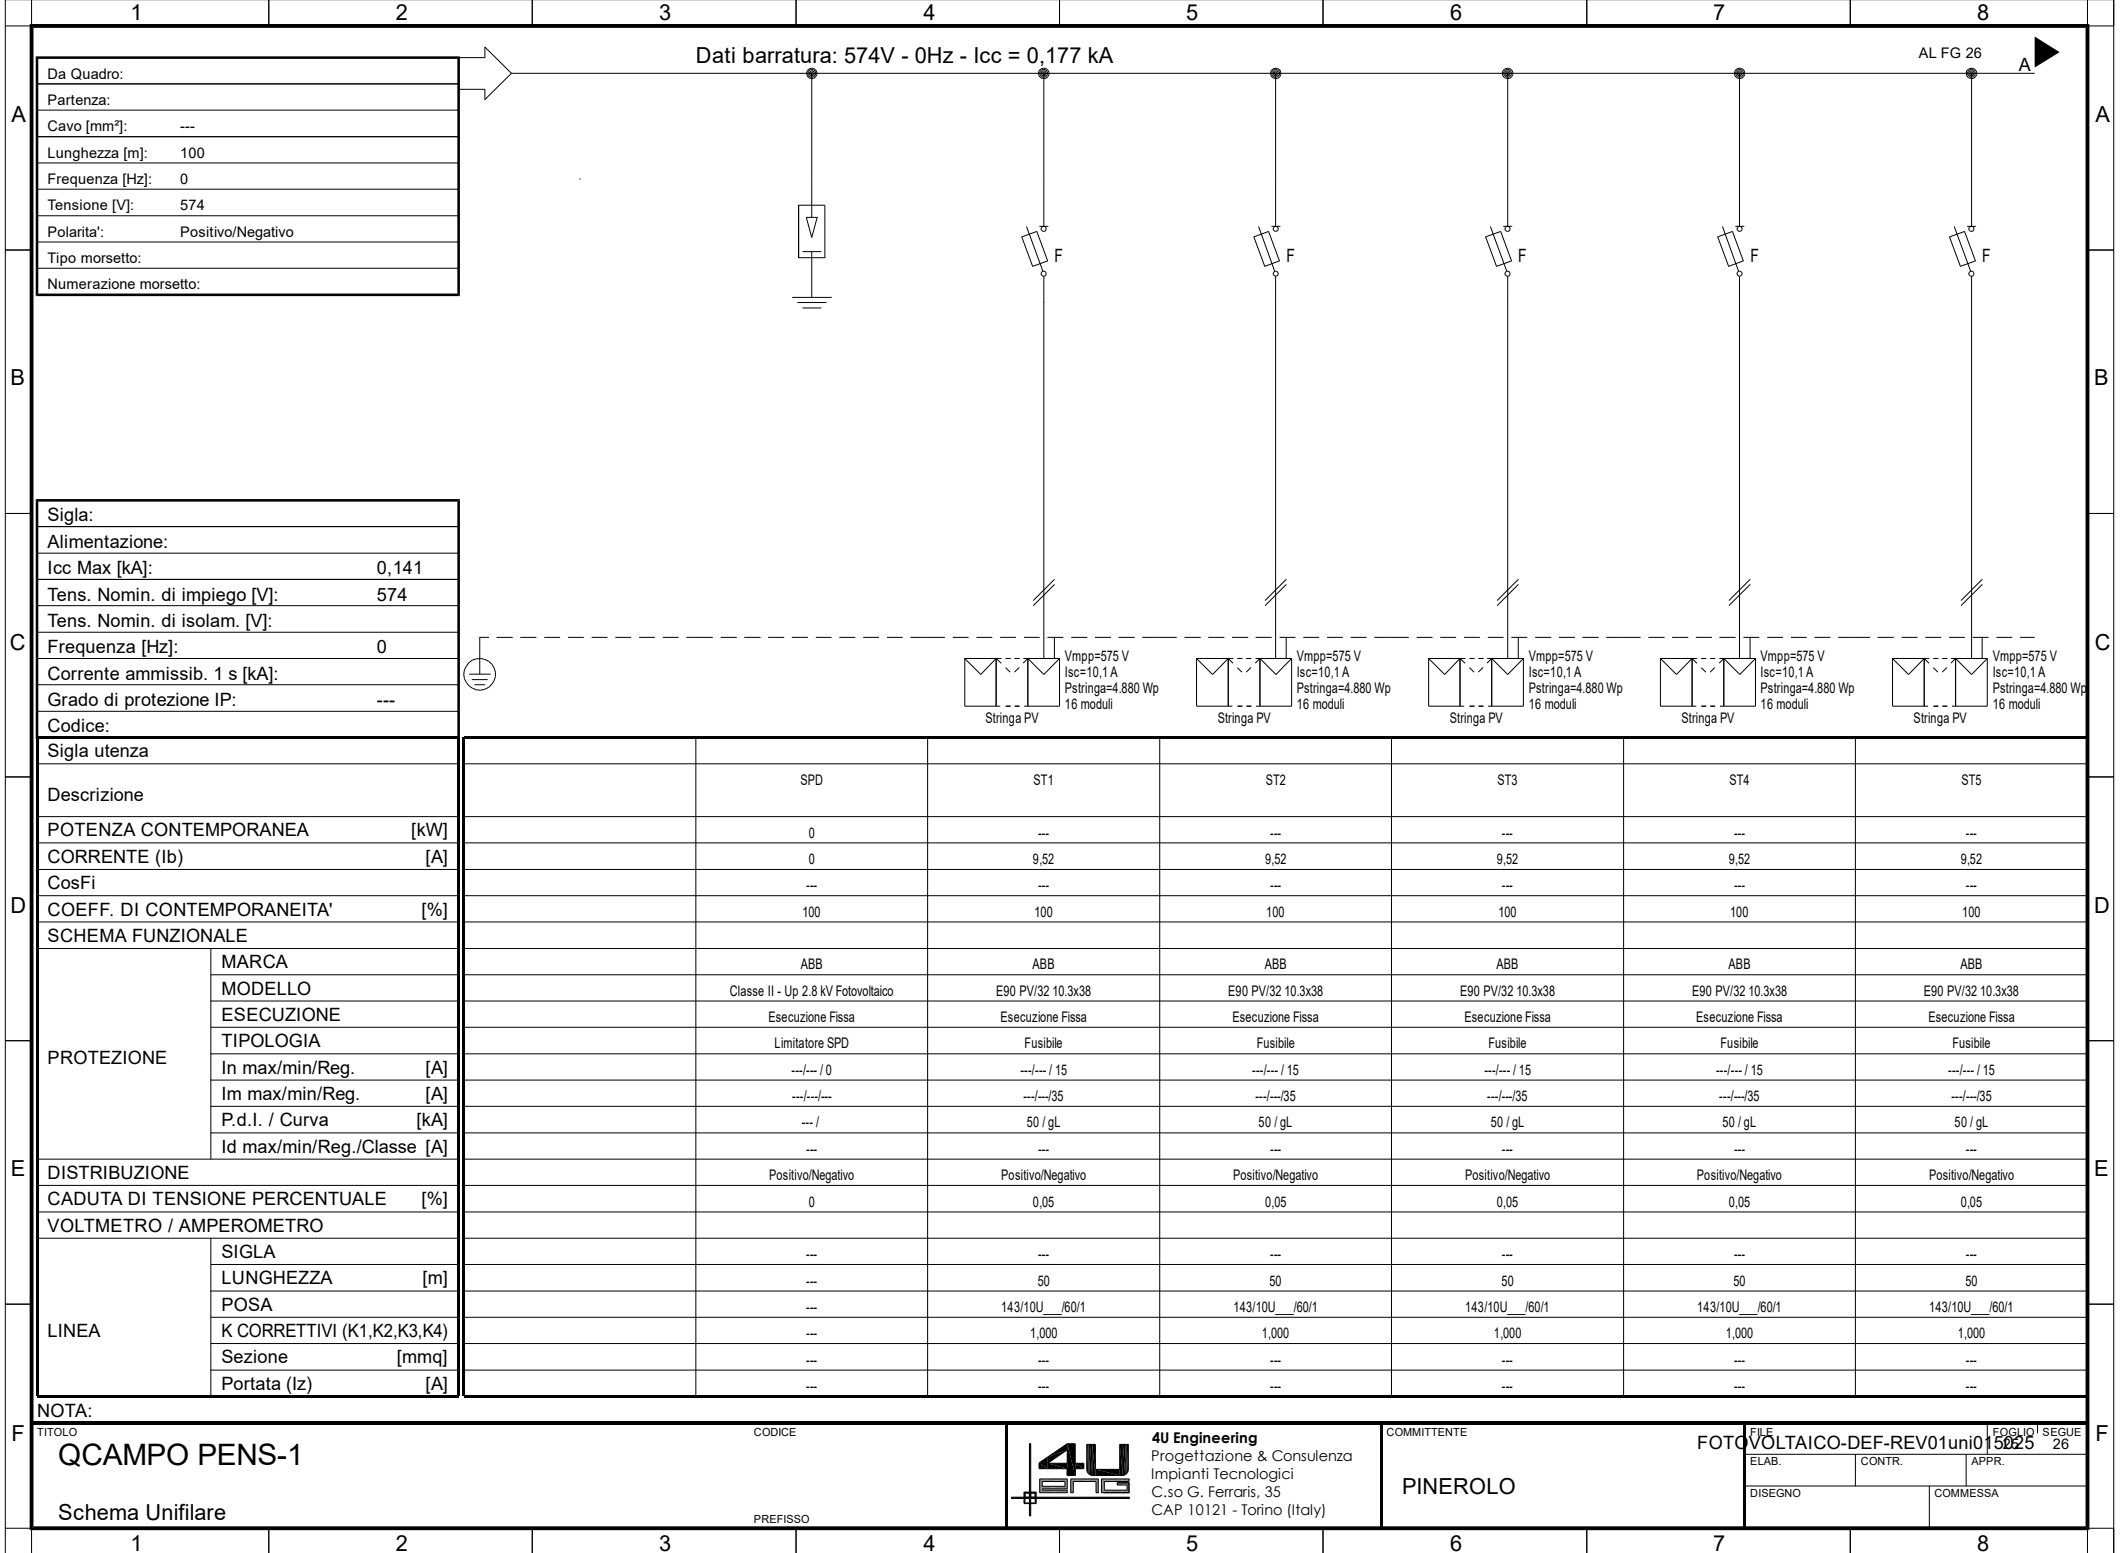 1 2 3 4 5 6 7 8
Dati barratura: 574V - 0Hz - Icc = 0,177 kA
AL FG 26
A
Da Quadro:
Partenza:
Cavo [mm²]: ---
Lunghezza [m]: 100
Frequenza [Hz]: 0
Tensione [V]: 574
Polarita': Positivo/Negativo
Tipo morsetto:
Numerazione morsetto:
A A
F F F F F
B B
Sigla:
Alimentazione:
Icc Max [kA]: 0,141
Tens. Nomin. di impiego [V]: 574
Tens. Nomin. di isolam. [V]:
Frequenza [Hz]: 0
Corrente ammissib. 1 s [kA]:
Grado di protezione IP: ---
Codice:
C C
Vmpp=575 V Vmpp=575 V Vmpp=575 V Vmpp=575 V Vmpp=575 V
Isc=10,1 A Isc=10,1 A Isc=10,1 A Isc=10,1 A Isc=10,1 A
Pstringa=4.880 Wp Pstringa=4.880 Wp Pstringa=4.880 Wp Pstringa=4.880 Wp Pstringa=4.880 Wp
16 moduli 16 moduli 16 moduli 16 moduli 16 moduli
Stringa PV Stringa PV Stringa PV Stringa PV Stringa PV
Sigla utenza
Descrizione SPD ST1 ST2 ST3 ST4 ST5
POTENZA CONTEMPORANEA [kW] 0 --- --- --- --- ---
CORRENTE (Ib) [A] 0 9,52 9,52 9,52 9,52 9,52
CosFi --- --- --- --- --- ---
D COEFF. DI CONTEMPORANEITA' [%] 100 100 100 100 100 100 D
SCHEMA FUNZIONALE
PROTEZIONE
MARCA ABB ABB ABB ABB ABB ABB
MODELLO Classe II - Up 2.8 kV Fotovoltaico E90 PV/32 10.3x38 E90 PV/32 10.3x38 E90 PV/32 10.3x38 E90 PV/32 10.3x38 E90 PV/32 10.3x38
ESECUZIONE Esecuzione Fissa Esecuzione Fissa Esecuzione Fissa Esecuzione Fissa Esecuzione Fissa Esecuzione Fissa
TIPOLOGIA Limitatore SPD Fusibile Fusibile Fusibile Fusibile Fusibile
In max/min/Reg. [A] ---/--- / 0 ---/--- / 15 ---/--- / 15 ---/--- / 15 ---/--- / 15 ---/--- / 15
Im max/min/Reg. [A] ---/---/--- ---/---/35 ---/---/35 ---/---/35 ---/---/35 ---/---/35
P.d.I. / Curva [kA] --- / 50 / gL 50 / gL 50 / gL 50 / gL 50 / gL
Id max/min/Reg./Classe [A] --- --- --- --- --- ---
E DISTRIBUZIONE Positivo/Negativo Positivo/Negativo Positivo/Negativo Positivo/Negativo Positivo/Negativo Positivo/Negativo E
CADUTA DI TENSIONE PERCENTUALE [%] 0 0,05 0,05 0,05 0,05 0,05
VOLTMETRO / AMPEROMETRO
LINEA
SIGLA --- --- --- --- --- ---
LUNGHEZZA [m] --- 50 50 50 50 50
POSA --- 143/10U___/60/1 143/10U___/60/1 143/10U___/60/1 143/10U___/60/1 143/10U___/60/1
K CORRETTIVI (K1,K2,K3,K4) --- 1,000 1,000 1,000 1,000 1,000
Sezione [mmq] --- --- --- --- --- ---
Portata (Iz) [A] --- --- --- --- --- ---
NOTA:
F F
TITOLO
QCAMPO PENS-1
Schema Unifilare
CODICE
PREFISSO
4U
eng
4U Engineering
Progettazione & Consulenza
Impianti Tecnologici
C.so G. Ferraris, 35
CAP 10121 - Torino (Italy)
COMMITTENTE
PINEROLO
FILE
FOTOVOLTAICO-DEF-REV01uni015
FOGLIO
SEGUE
26
ELAB. CONTR. APPR.
DISEGNO COMMESSA
1 2 3 4 5 6 7 8